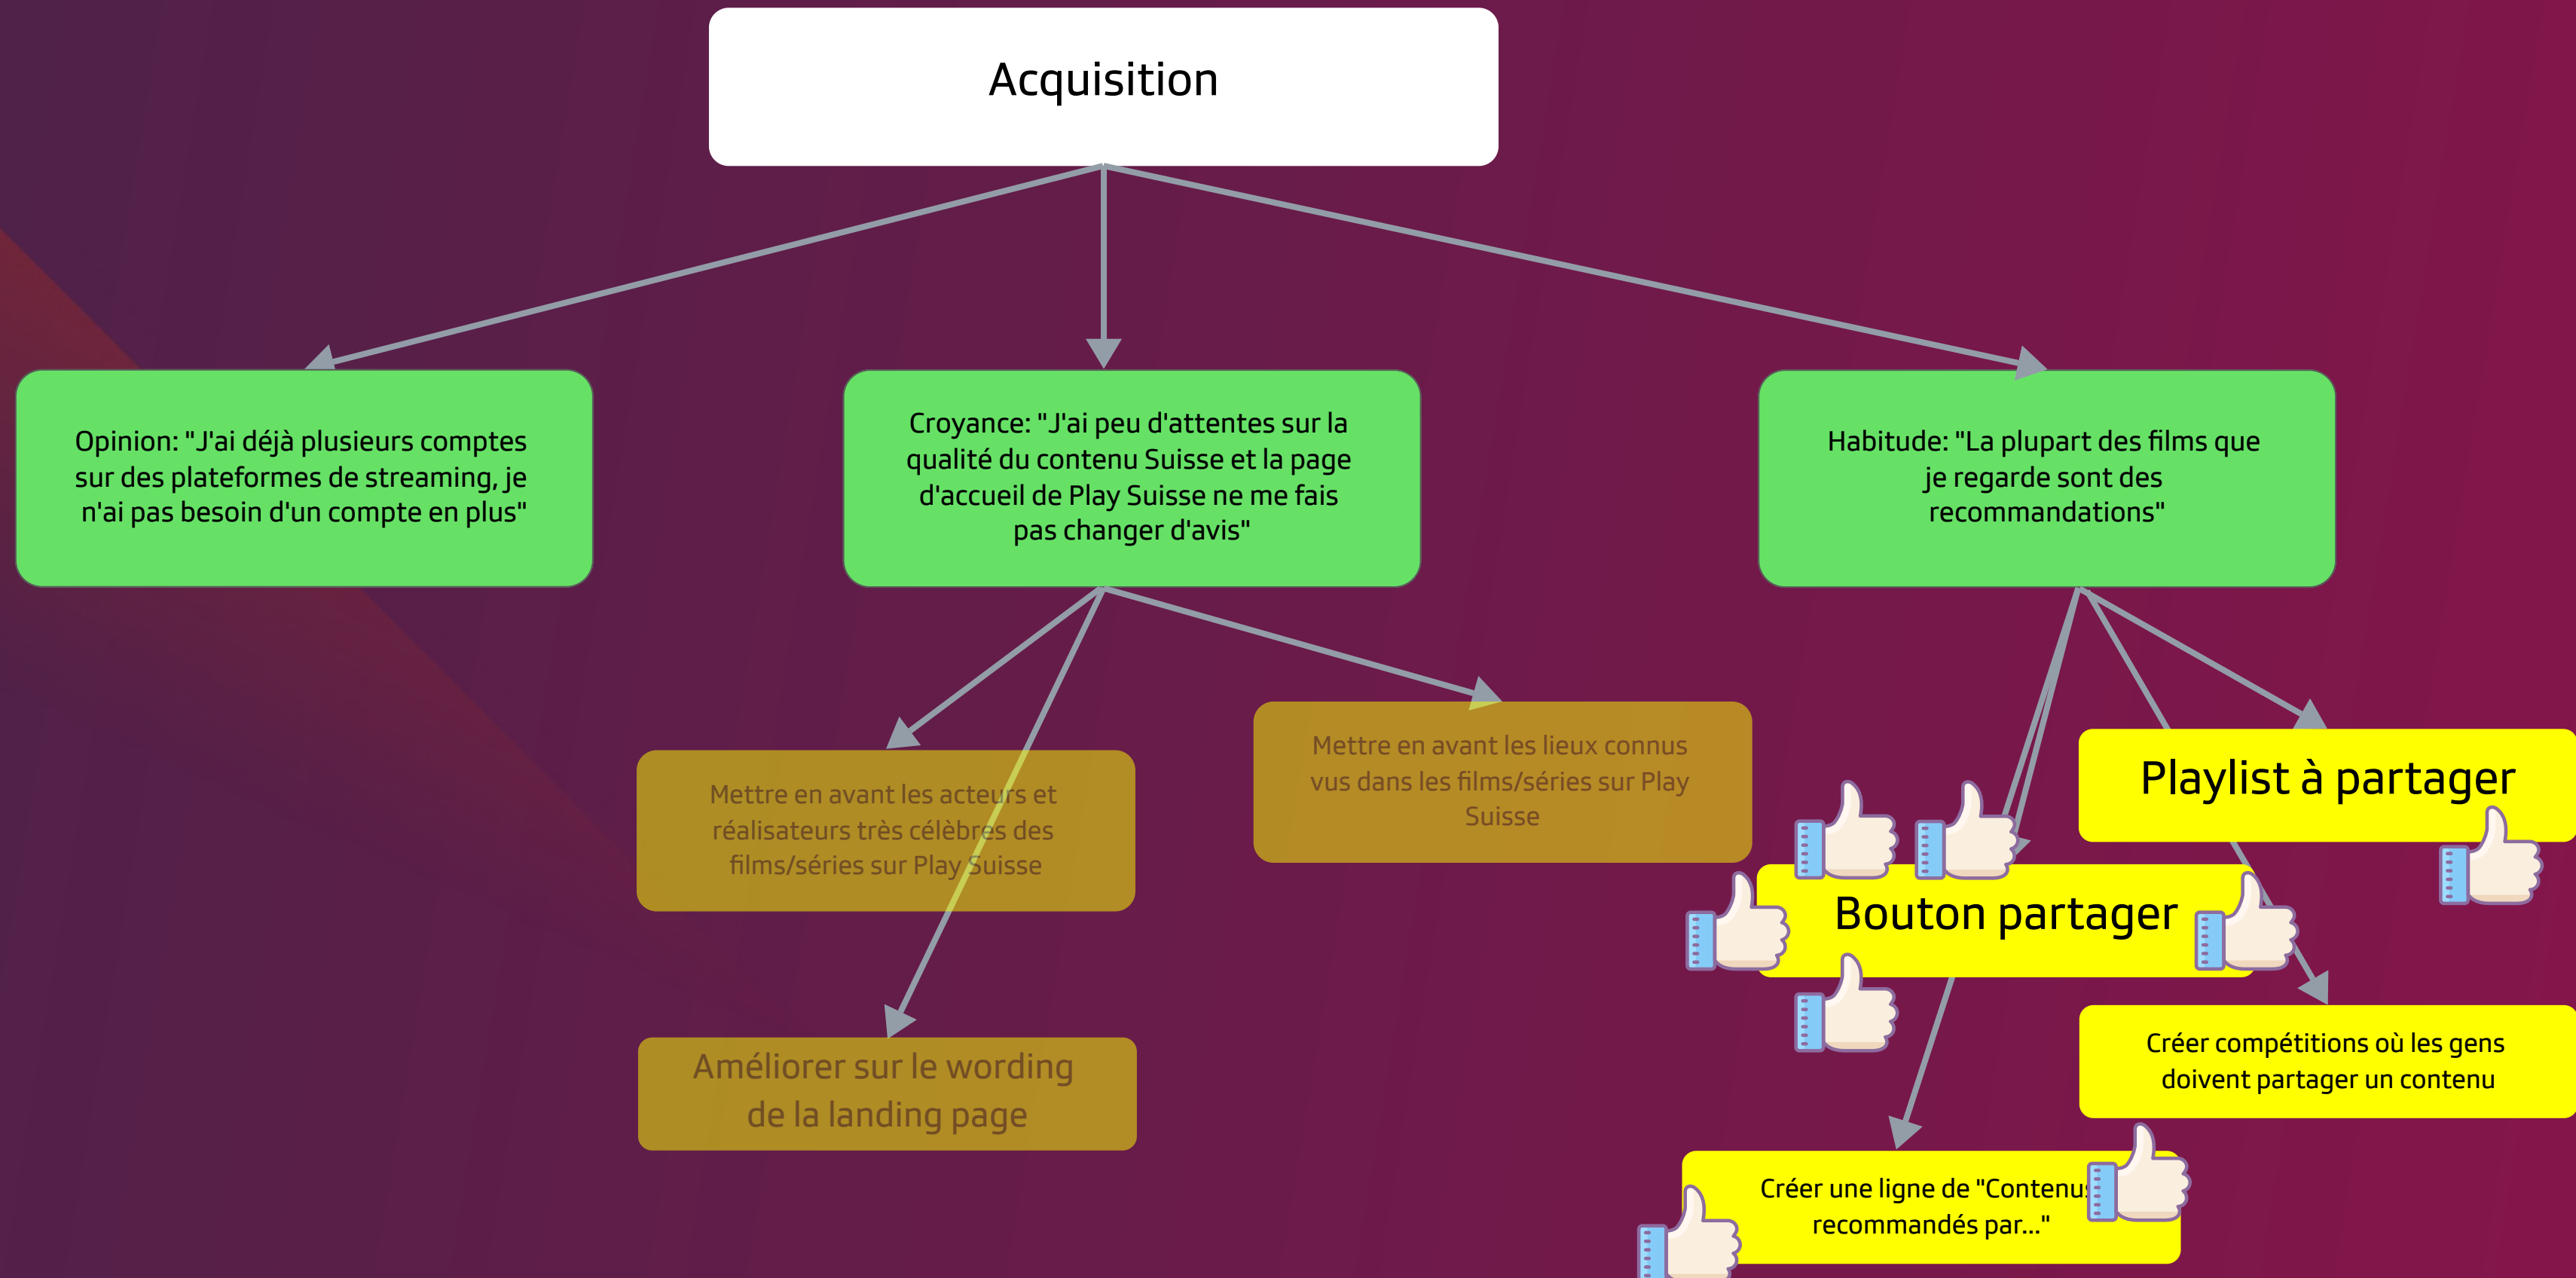 Acquisition
Opinion: "J'ai déjà plusieurs comptes
sur des plateformes de streaming, je
n'ai pas besoin d'un compte en plus"
Croyance: "J'ai peu d'attentes sur la
qualité du contenu Suisse et la page
d'accueil de Play Suisse ne me fais
pas changer d'avis"
Habitude: "La plupart des films que
je regarde sont des
recommandations"
Mettre en avant les acteurs et
réalisateurs très célèbres des
films/séries sur Play Suisse
Mettre en avant les lieux connus
vus dans les films/séries sur Play
Suisse
Améliorer sur le wording
de la landing page
Playlist à partager
Bouton partager
Créer compétitions où les gens
doivent partager un contenu
Créer une ligne de "Contenus
recommandés par..."